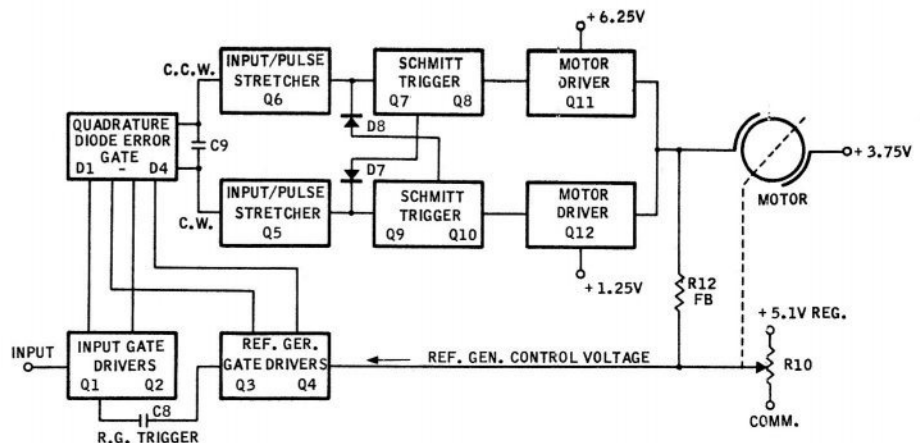 +6.25V
C.C.W.
INPUT/PULSE
STRETCHER
Q6
SCHMITT
TRIGGER
Q7 Q8
MOTOR
DRIVER
Q11
QUADRATURE
DIODE ERROR
GATE
D1 - D4
C9
D8
D7
+3.75V
MOTOR
C.W.
INPUT/PULSE
STRETCHER
Q5
SCHMITT
TRIGGER
Q9 Q10
MOTOR
DRIVER
Q12
+1.25V
R12
FB
+5.1V REG.
INPUT
INPUT GATE
DRIVERS
Q1 Q2
REF. GEN.
GATE DRIVERS
Q3 Q4
REF. GEN. CONTROL VOLTAGE
R10
C8
R.G. TRIGGER
COMM.